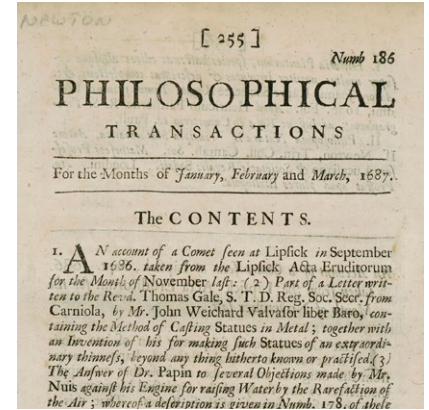 NEWTON
[ 255 ]
Numb 186
PHILOSOPHICAL
TRANSACTIONS
For the Months of January, February and March, 1687.
The CONTENTS.
1. AN account of a Comet ſeen at Lipſick in September
1686. taken from the Lipſick Acta Eruditorum
for the Month of November laſt: (2) Part of a Letter writ-
ten to the Revd. Thomas Gale, S. T. D. Reg. Soc. Secr. from
Carniola, by Mr. John Weichard Valvaſor liber Baro, con-
taining the Method of Caſting Statues in Metal; together with
an Invention of his for making ſuch Statues of an extraordi-
nary thinneſs, beyond any thing hitherto known or practiſed. (3)
The Anſwer of Dr. Papin to ſeveral Objections made by Mr.
Nuis againſt his Engine for raiſing Water by the Rarefaction of
the Air; whereof a deſcription is given in Numb. 178. of theſe